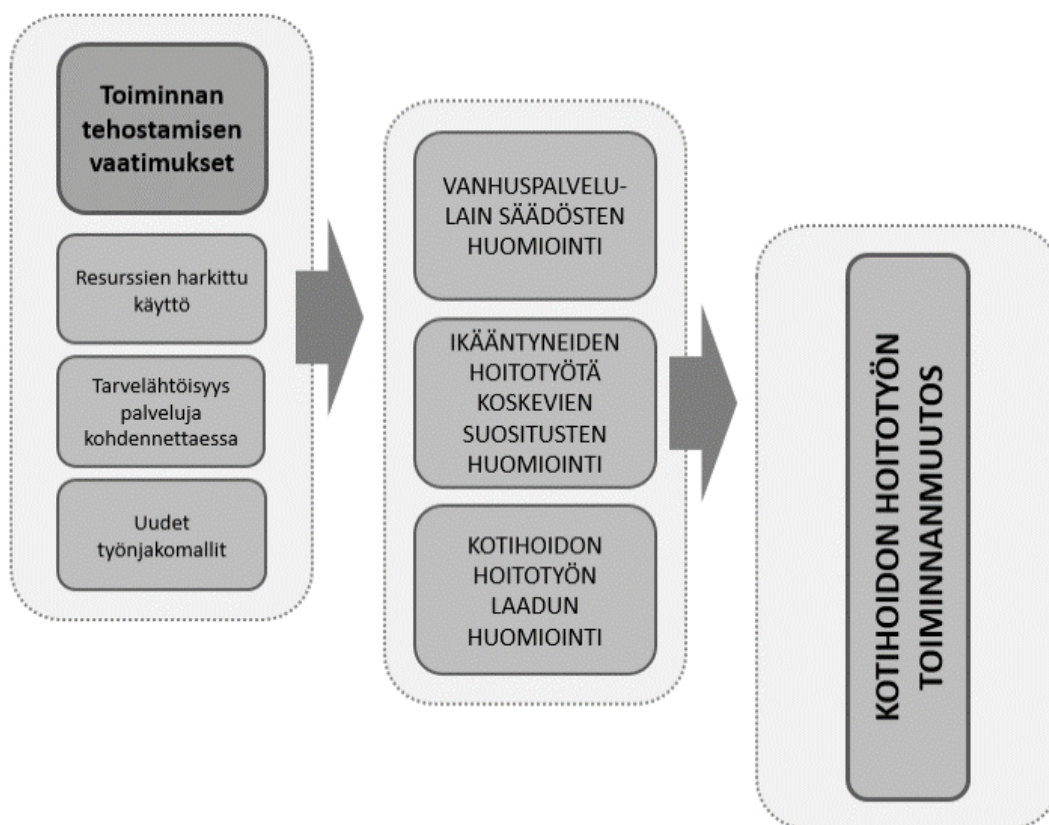 Toiminnan
tehostamisen
vaatimukset
Resurssien harkittu
käyttö
Tarvelähtöisyys
palveluja
kohdennettaessa
Uudet
työnjakomallit
VANHUSPALVELU-
LAIN SÄÄDÖSTEN
HUOMIOINTI
IKÄÄNTYNEIDEN
HOITOTYÖTÄ
KOSKEVIEN
SUOSITUSTEN
HUOMIOINTI
KOTIHOIDON
HOITOTYÖN
LAADUN
HUOMIOINTI
KOTIHOIDON HOITOTYÖN
TOIMINNANMUUTOS